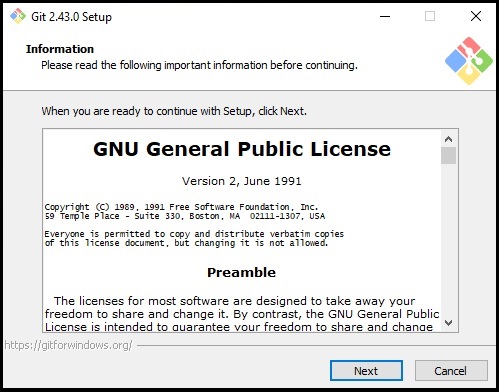 Git 2.43.0 Setup
Information
Please read the following important information before continuing.
When you are ready to continue with Setup, click Next.
GNU General Public License
Version 2, June 1991
Copyright (C) 1989, 1991 Free Software Foundation, Inc.
59 Temple Place - Suite 330, Boston, MA  02111-1307, USA
Everyone is permitted to copy and distribute verbatim copies
of this license document, but changing it is not allowed.
Preamble
The licenses for most software are designed to take away your
freedom to share and change it. By contrast, the GNU General Public
License is intended to guarantee your freedom to share and change
https://gitforwindows.org/
Next
Cancel